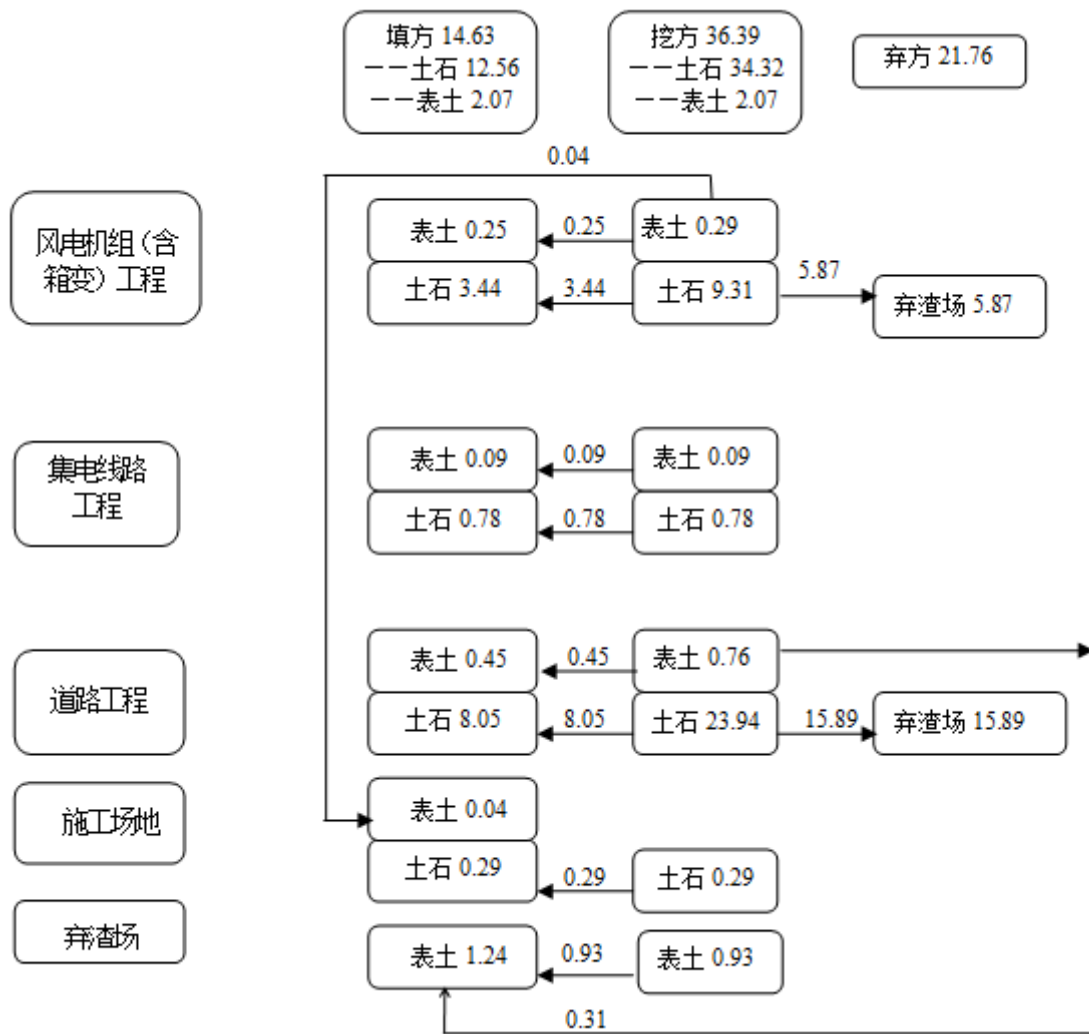 填方 14.63
——土石 12.56
——表土 2.07
挖方 36.39
——土石 34.32
——表土 2.07
弃方 21.76
0.04
风电机组（含
箱变）工程
表土 0.25
0.25
表土 0.29
土石 3.44
3.44
土石 9.31
5.87
弃渣场 5.87
集电线路
工程
表土 0.09
0.09
表土 0.09
土石 0.78
0.78
土石 0.78
道路工程
表土 0.45
0.45
表土 0.76
土石 8.05
8.05
土石 23.94
15.89
弃渣场 15.89
施工场地
表土 0.04
土石 0.29
0.29
土石 0.29
弃渣场
表土 1.24
0.93
表土 0.93
0.31